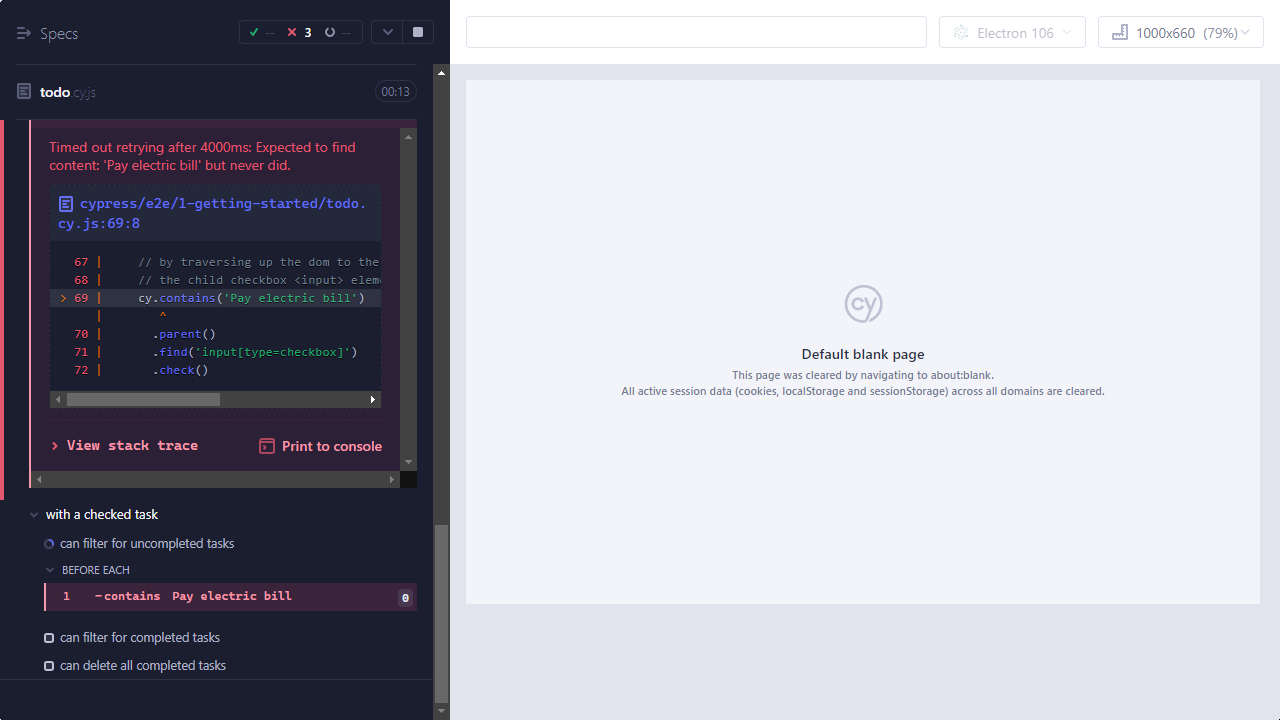 Specs
-- 3 --
todo.cy.js
00:13
Timed out retrying after 4000ms: Expected to find
content: 'Pay electric bill' but never did.
cypress/e2e/1-getting-started/todo.
cy.js:69:8
67 | // by traversing up the dom to the
68 | // the child checkbox <input> eleme
> 69 | cy.contains('Pay electric bill')
| ^
70 | .parent()
71 | .find('input[type=checkbox]')
72 | .check()
View stack trace
Print to console
with a checked task
can filter for uncompleted tasks
BEFORE EACH
1 -contains Pay electric bill 0
can filter for completed tasks
can delete all completed tasks
Electron 106
1000x660 (79%)
cy
Default blank page
This page was cleared by navigating to about:blank.
All active session data (cookies, localStorage and sessionStorage) across all domains are cleared.